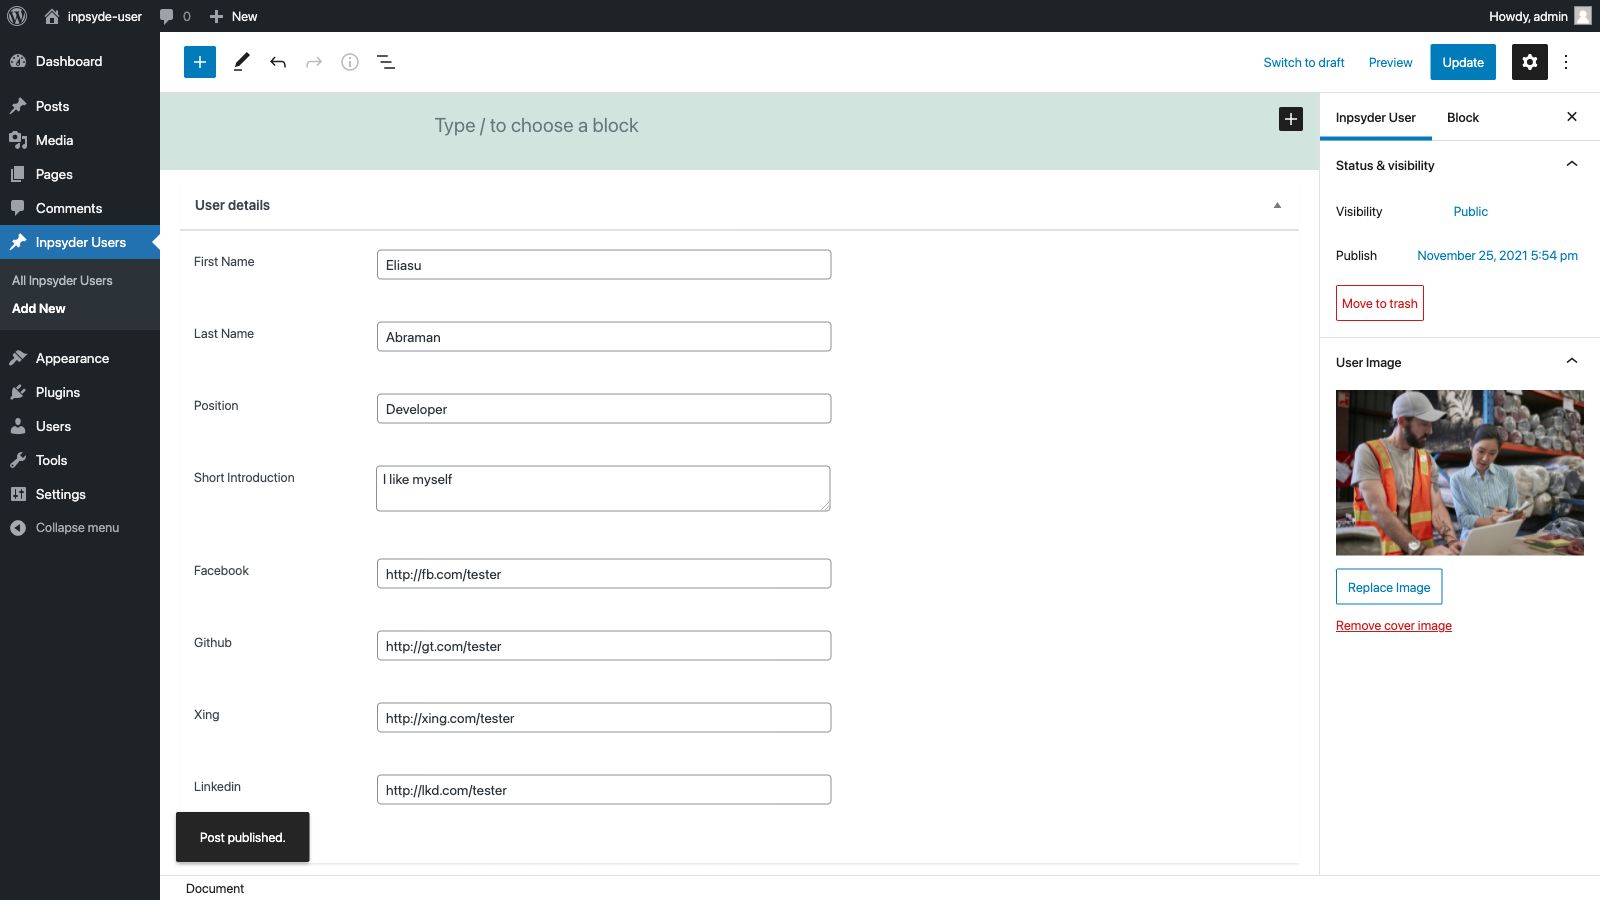 inpsyde-user 0 New Howdy, admin
Dashboard
Posts
Media
Pages
Comments
Inpsyder Users
All Inpsyder Users
Add New
Appearance
Plugins
Users
Tools
Settings
Collapse menu
Switch to draft Preview Update
Type / to choose a block
User details
First Name Eliasu
Last Name Abraman
Position Developer
Short Introduction I like myself
Facebook http://fb.com/tester
Github http://gt.com/tester
Xing http://xing.com/tester
Linkedin http://lkd.com/tester
Post published.
Document
Inpsyder User Block
Status & visibility
Visibility Public
Publish November 25, 2021 5:54 pm
Move to trash
User Image
Replace Image
Remove cover image